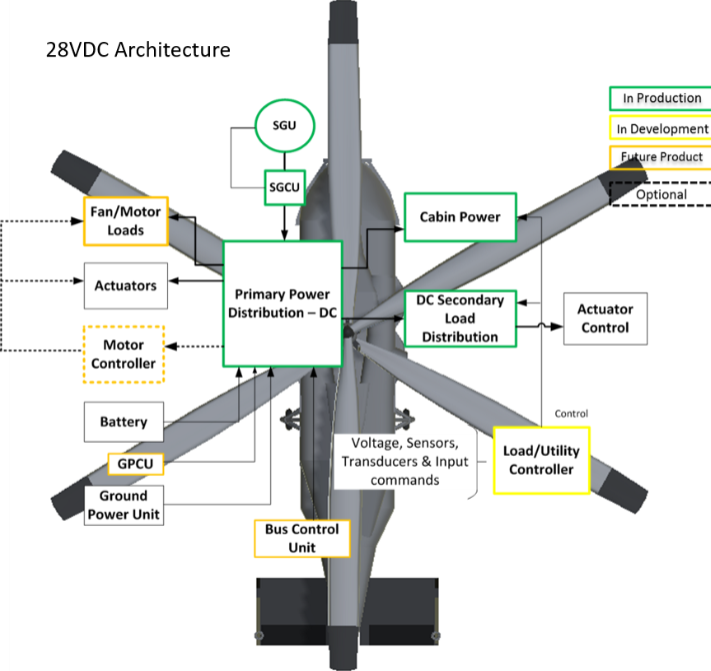 28VDC Architecture
In Production
In Development
Future Product
Optional
SGU
SGCU
Fan/Motor
Loads
Cabin Power
Actuators
Primary Power
Distribution – DC
DC Secondary
Load
Distribution
Actuator
Control
Motor
Controller
Battery
Control
GPCU
Voltage, Sensors,
Transducers & Input
commands
Load/Utility
Controller
Ground
Power Unit
Bus Control
Unit